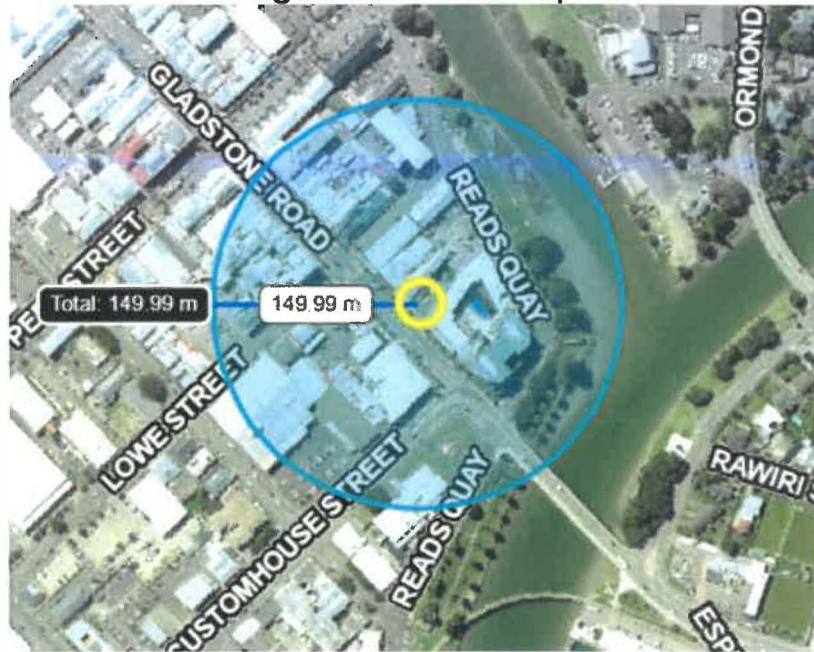 ORMOND
GLADSTONE ROAD
READS QUAY
STREET
Total: 149.99 m
149.99 m
LOWE STREET
CUSTOMHOUSE STREET
READS QUAY
RAWIRI